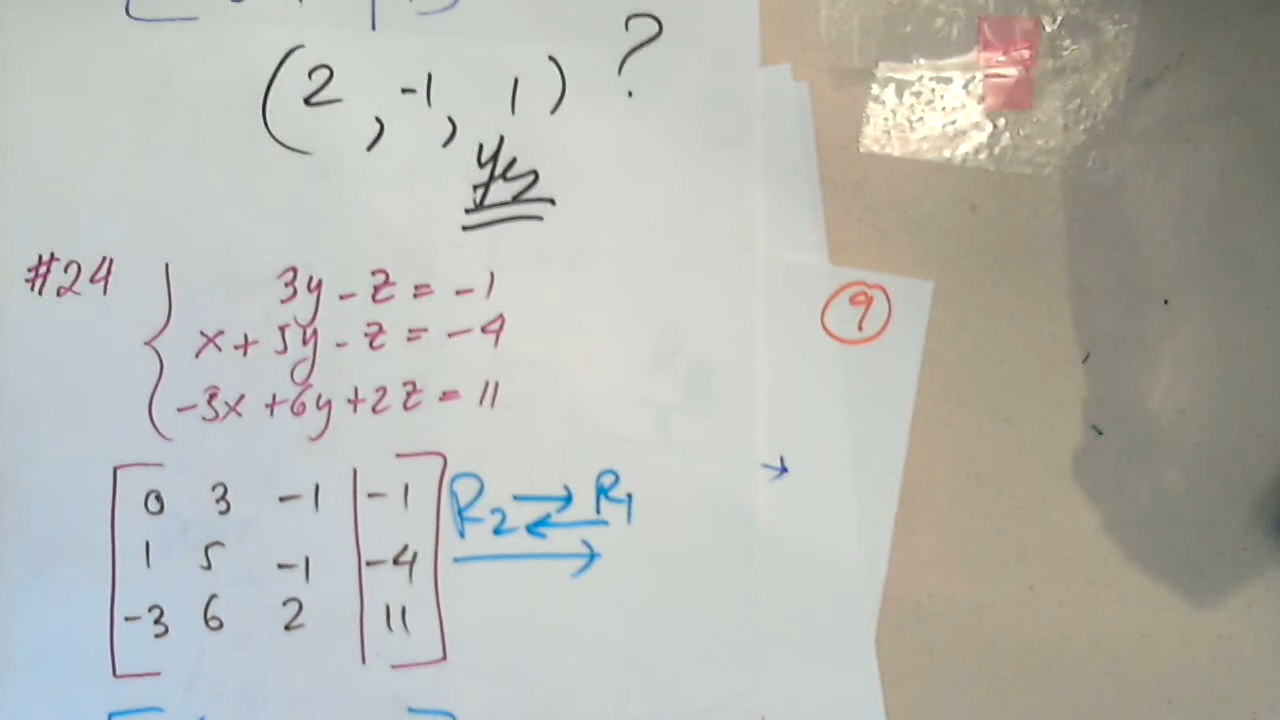 (2, -1, 1) ?
yes
#24
3y - z = -1
x + 5y - z = -4
-3x + 6y + 2z = 11
9
0 3 -1 | -1
1 5 -1 | -4
-3 6 2 | 11
R2 ⇄ R1
→